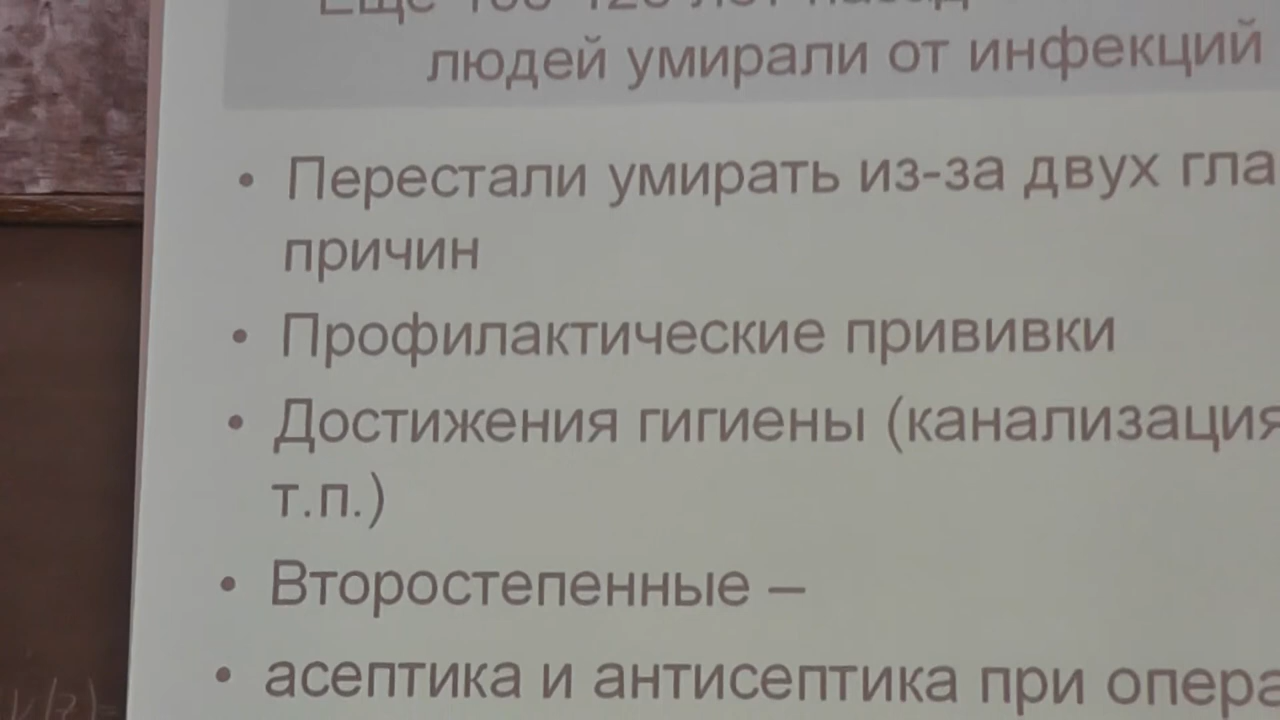 людей умирали от инфекций
• Перестали умирать из-за двух гла
причин
• Профилактические прививки
• Достижения гигиены (канализация
т.п.)
• Второстепенные –
• асептика и антисептика при опера